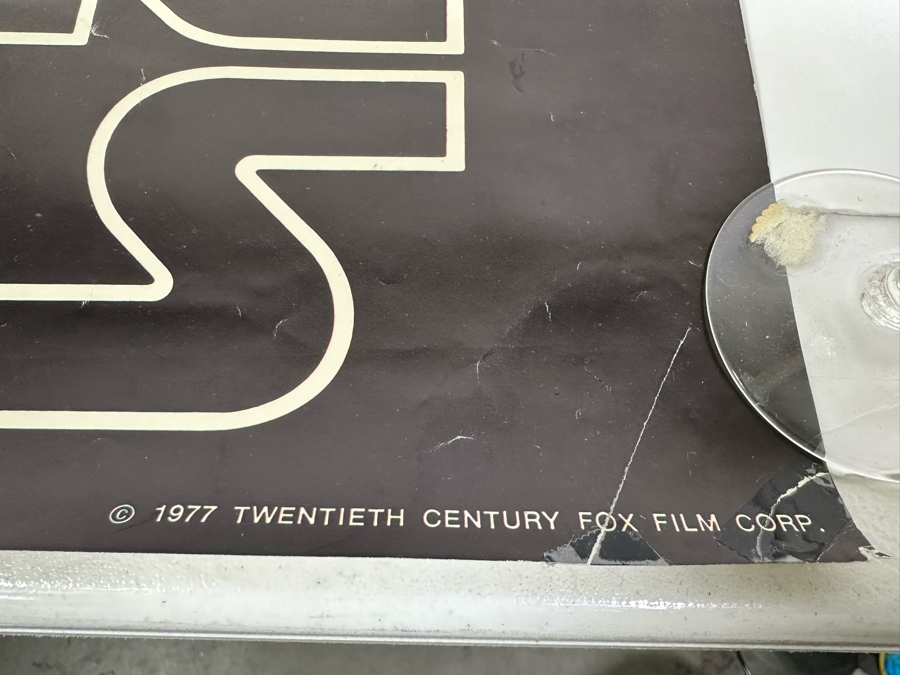 © 1977 TWENTIETH CENTURY FOX FILM CORP.